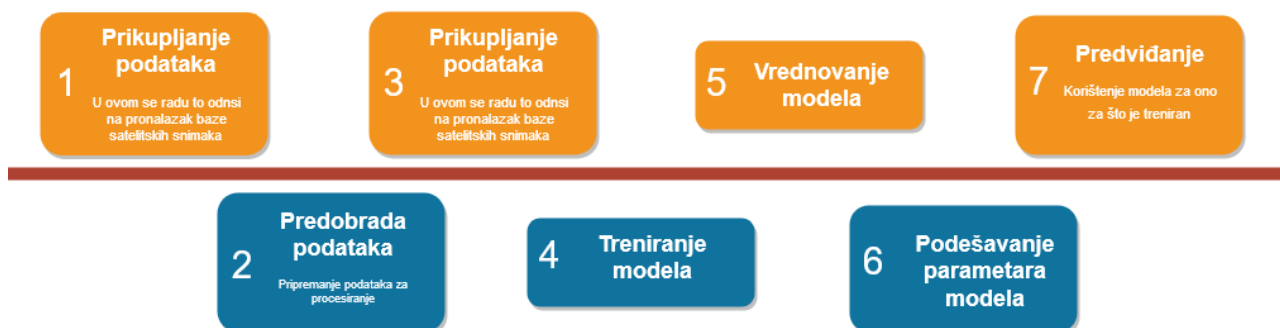 1
Prikupljanje
podataka
U ovom se radu to odnsi
na pronalazak baze
satelitskih snimaka
2
Predobrada
podataka
Pripremanje podataka za
procesiranje
3
Prikupljanje
podataka
U ovom se radu to odnsi
na pronalazak baze
satelitskih snimaka
4
Treniranje
modela
5
Vrednovanje
modela
6
Podešavanje
parametara
modela
7
Predviđanje
Korištenje modela za ono
za što je treniran